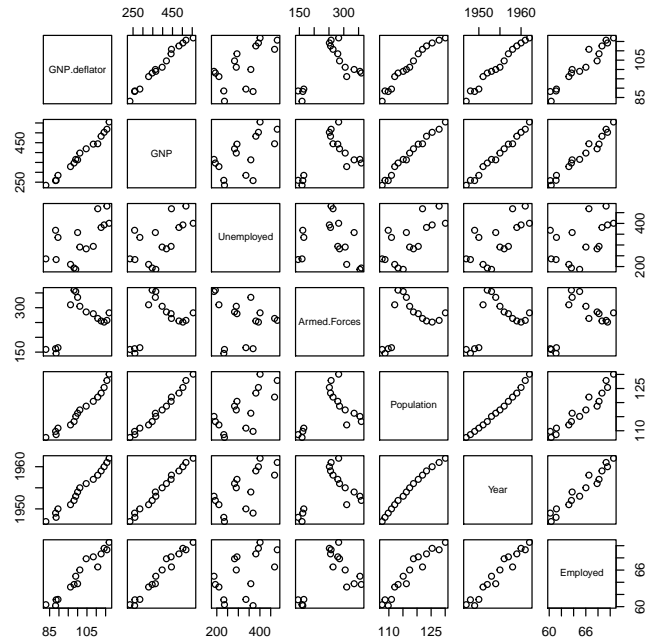 250 450
150 300
1950 1960
GNP.deflator
85 105
GNP
250 450
Unemployed
200 400
Armed.Forces
150 300
Population
110 125
Year
1950 1960
Employed
60 66
85 105
200 400
110 130
60 66